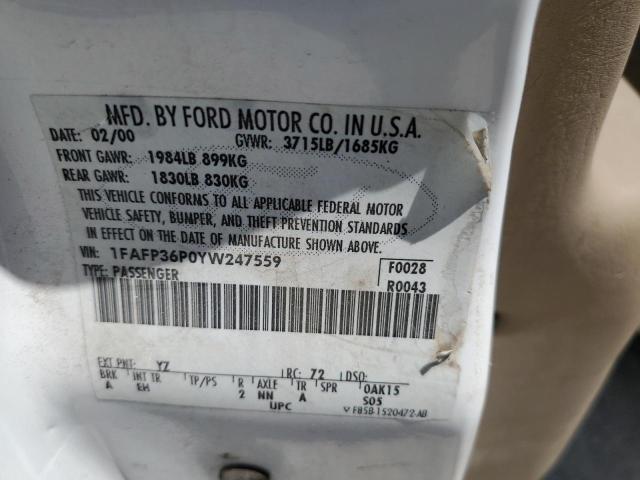 MFD. BY FORD MOTOR CO. IN U.S.A.
DATE: 02/00 GVWR: 3715LB/1685KG
FRONT GAWR: 1984LB 899KG
REAR GAWR: 1830LB 830KG
THIS VEHICLE CONFORMS TO ALL APPLICABLE FEDERAL MOTOR
VEHICLE SAFETY, BUMPER, AND THEFT PREVENTION STANDARDS
IN EFFECT ON THE DATE OF MANUFACTURE SHOWN ABOVE.
VIN: 1FAFP36P0YW247559 F0028
TYPE: PASSENGER R0043
EXT PNT: YZ RC: 72 DSO:
BRK INT TR TP/PS R AXLE TR SPR 0AK15
A EH 2 NN A S05
UPC F85B-1520472-AB